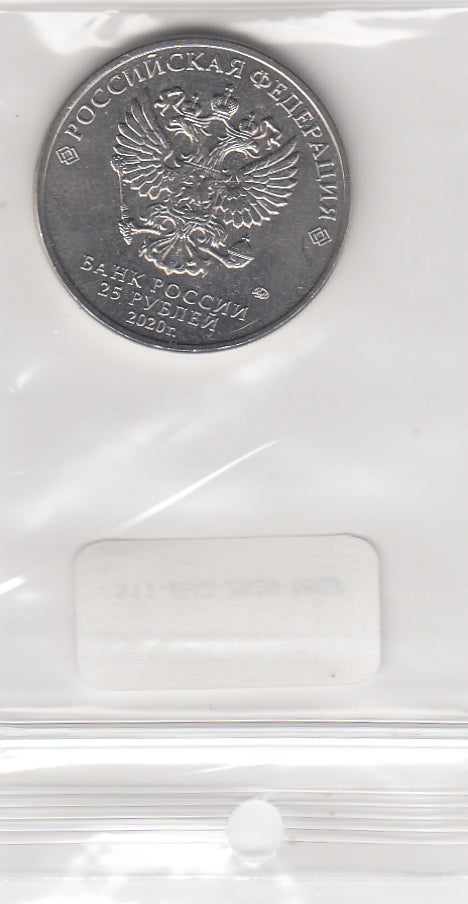 РОССИЙСКАЯ ФЕДЕРАЦИЯ
БАНК РОССИИ
25 РУБЛЕЙ
2020г.